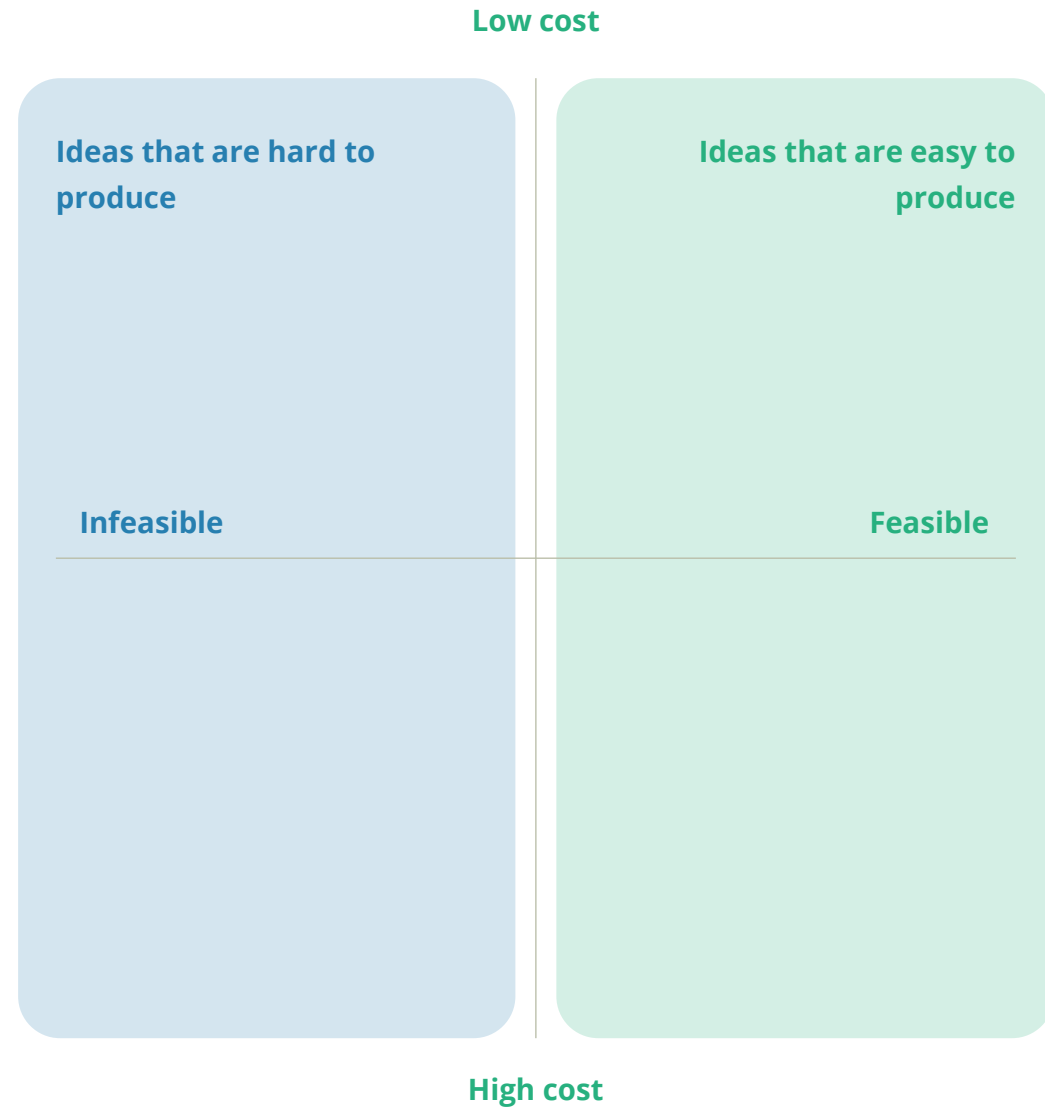 Low cost
Ideas that are hard to
produce
Ideas that are easy to
produce
Infeasible
Feasible
High cost